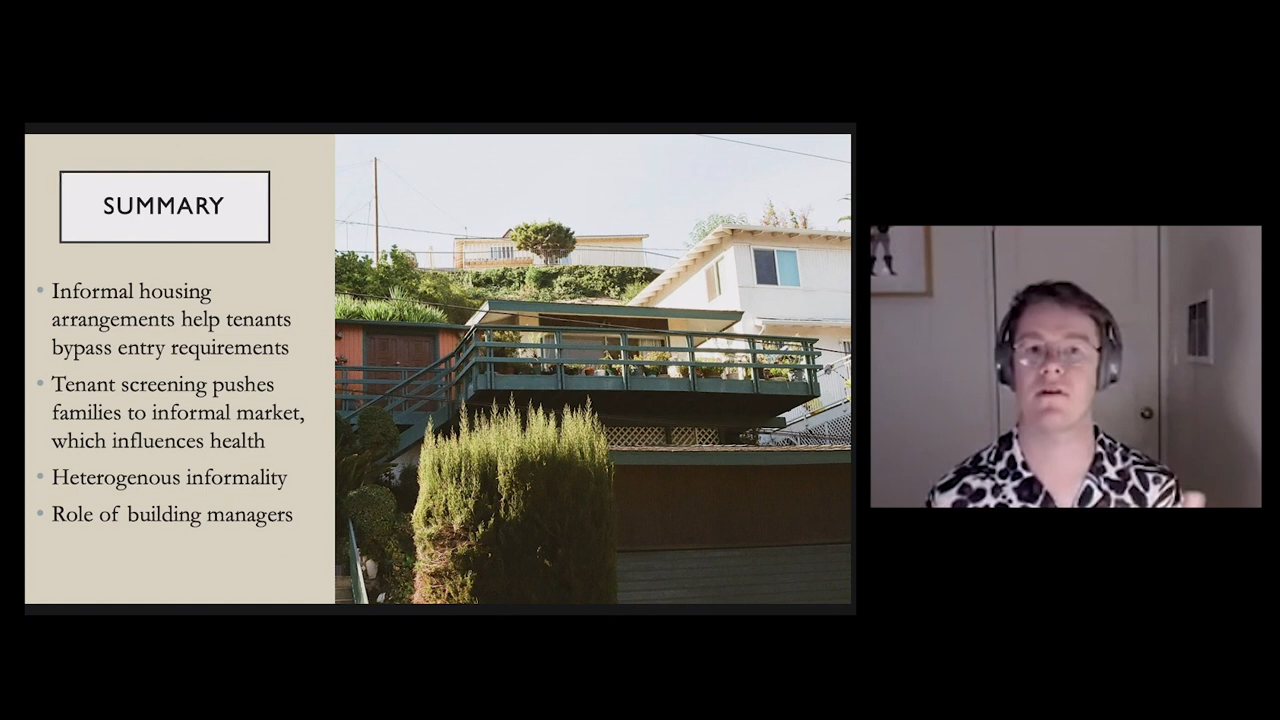 SUMMARY
Informal housing
arrangements help tenants
bypass entry requirements
Tenant screening pushes
families to informal market,
which influences health
Heterogenous informality
Role of building managers